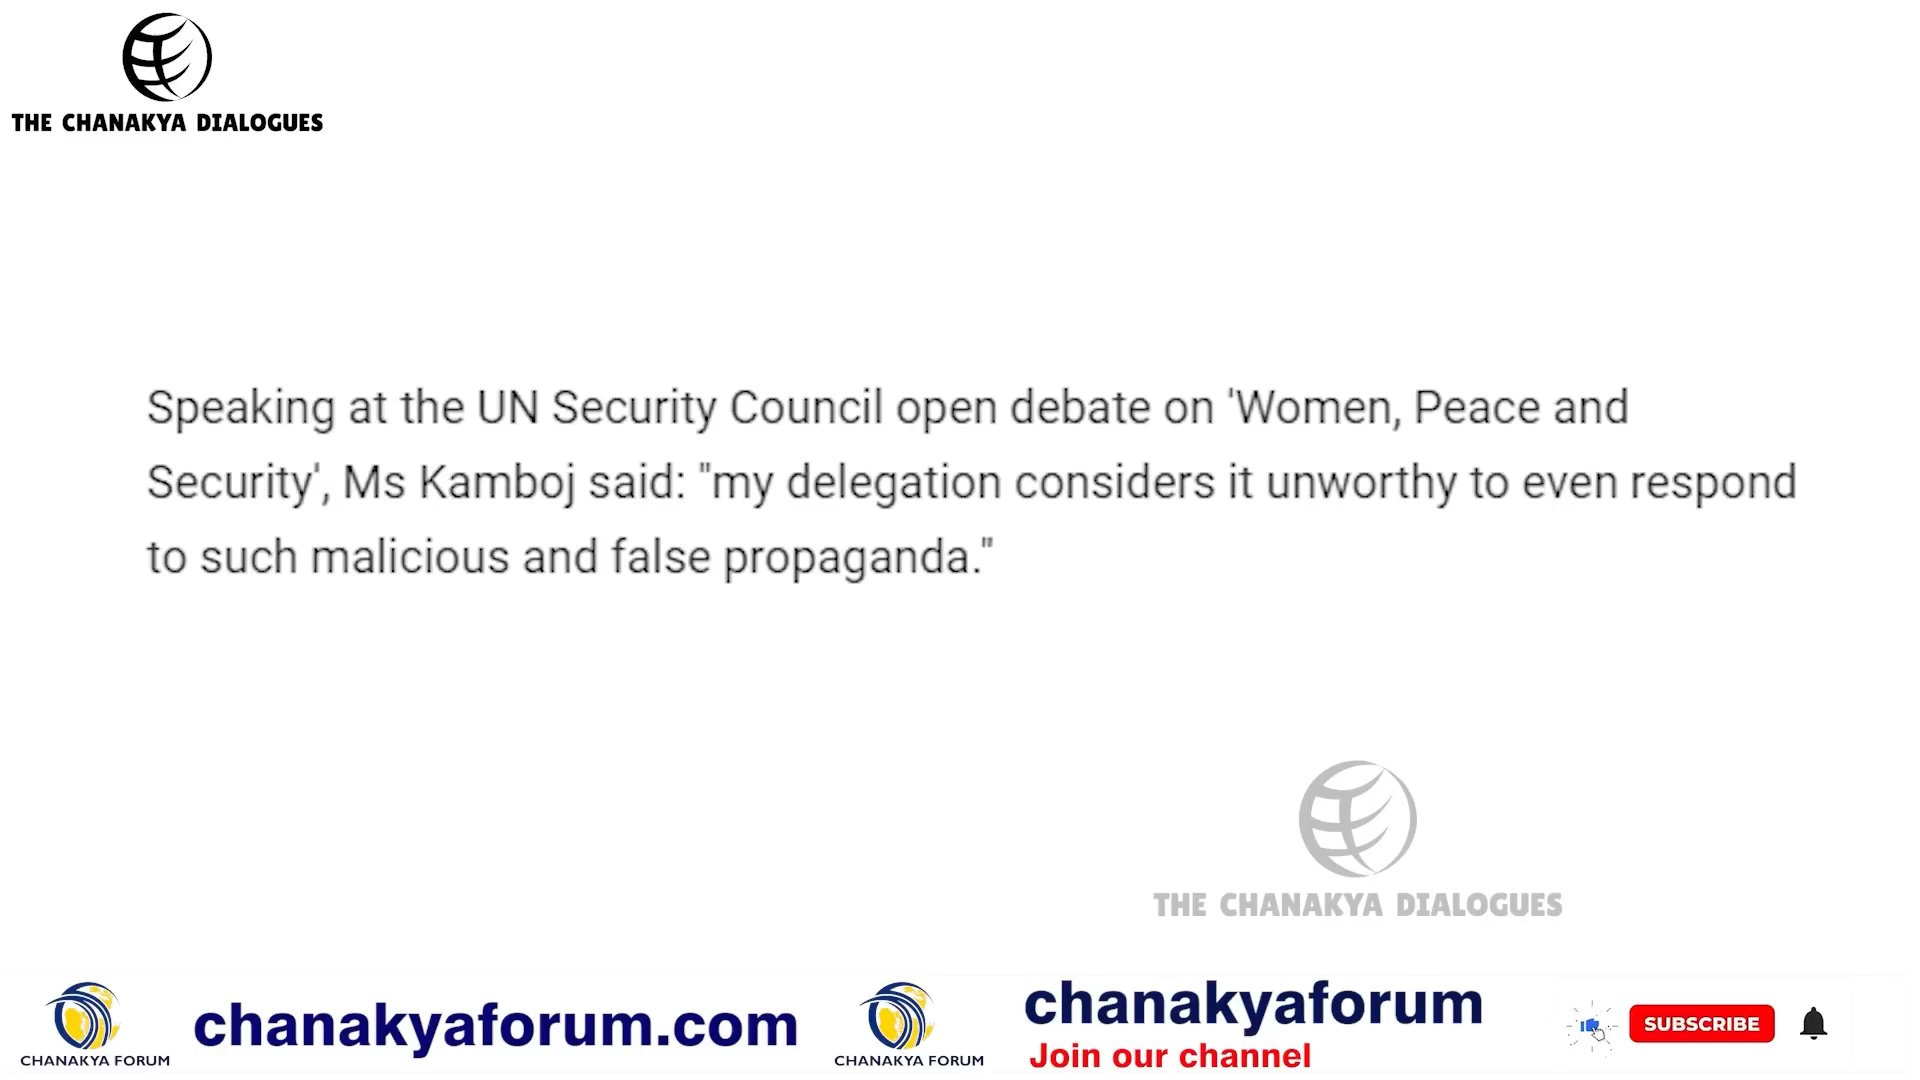 THE CHANAKYA DIALOGUES
Speaking at the UN Security Council open debate on 'Women, Peace and
Security', Ms Kamboj said: "my delegation considers it unworthy to even respond
to such malicious and false propaganda."
THE CHANAKYA DIALOGUES
CHANAKYA FORUM
chanakyaforum.com
CHANAKYA FORUM
chanakyaforum
Join our channel
SUBSCRIBE